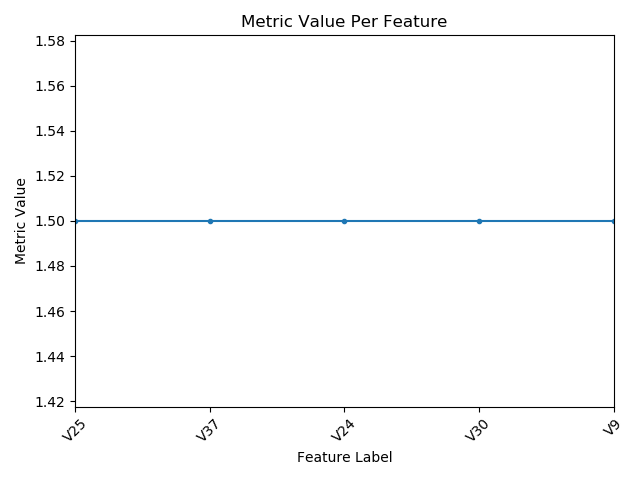 Metric Value Per Feature
1.58
1.56
1.54
1.52
1.50
1.48
1.46
1.44
1.42
Metric Value
V25
V37
V24
V30
V9
Feature Label